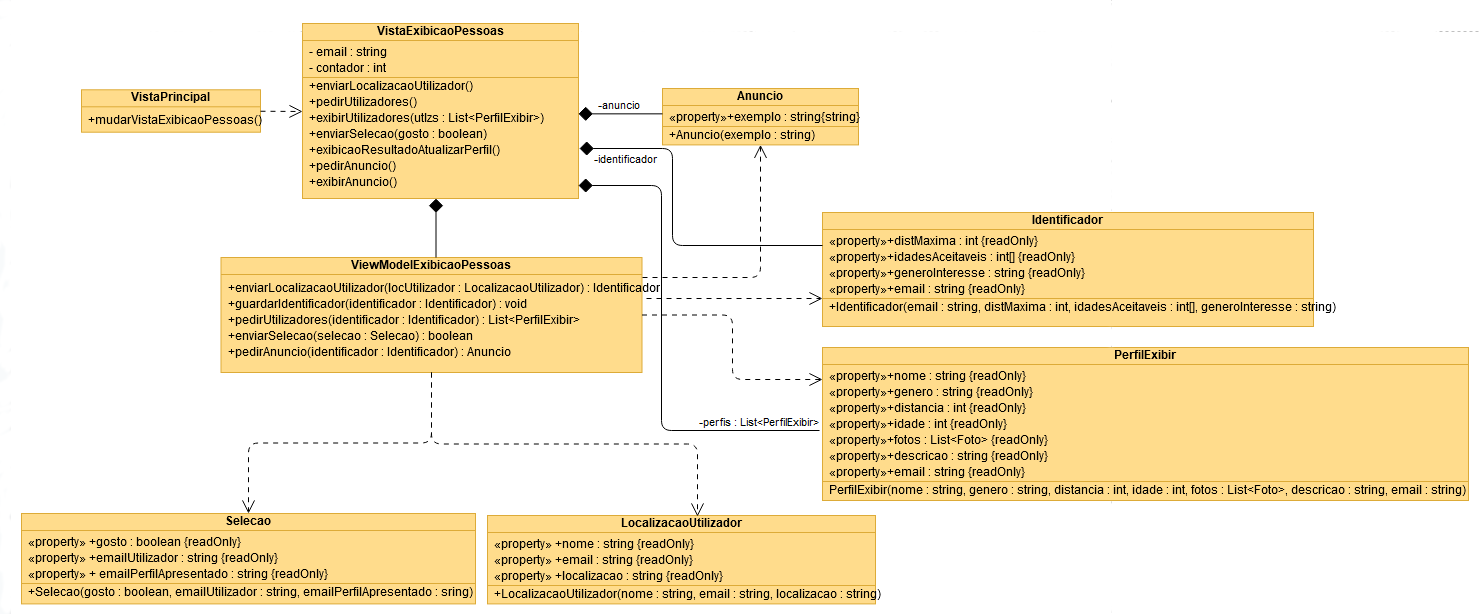 VistaExibicaoPessoas
- email : string
- contador : int
+enviarLocalizacaoUtilizador()
+pedirUtilizadores()
+exibirUtilizadores(utlzs : List<PerfilExibir>)
+enviarSelecao(gosto : boolean)
+exibicaoResultadoAtualizarPerfil()
+pedirAnuncio()
+exibirAnuncio()
VistaPrincipal
+mudarVistaExibicaoPessoas()
-anuncio
Anuncio
«property»+exemplo : string{string}
+Anuncio(exemplo : string)
-identificador
Identificador
«property»+distMaxima : int {readOnly}
«property»+idadesAceitaveis : int[] {readOnly}
«property»+generoInteresse : string {readOnly}
«property»+email : string {readOnly}
+Identificador(email : string, distMaxima : int, idadesAceitaveis : int[], generoInteresse : string)
ViewModelExibicaoPessoas
+enviarLocalizacaoUtilizador(locUtilizador : LocalizacaoUtilizador) : Identificador
+guardarIdentificador(identificador : Identificador) : void
+pedirUtilizadores(identificador : Identificador) : List<PerfilExibir>
+enviarSelecao(selecao : Selecao) : boolean
+pedirAnuncio(identificador : Identificador) : Anuncio
PerfilExibir
«property»+nome : string {readOnly}
«property»+genero : string {readOnly}
«property»+distancia : int {readOnly}
«property»+idade : int {readOnly}
«property»+fotos : List<Foto> {readOnly}
«property»+descricao : string {readOnly}
«property»+email : string {readOnly}
PerfilExibir(nome : string, genero : string, distancia : int, idade : int, fotos : List<Foto>, descricao : string, email : string)
-perfis : List<PerfilExibir>
Selecao
«property» +gosto : boolean {readOnly}
«property» +emailUtilizador : string {readOnly}
«property» + emailPerfilApresentado : string {readOnly}
+Selecao(gosto : boolean, emailUtilizador : string, emailPerfilApresentado : sring)
LocalizacaoUtilizador
«property» +nome : string {readOnly}
«property» +email : string {readOnly}
«property» +localizacao : string {readOnly}
+LocalizacaoUtilizador(nome : string, email : string, localizacao : string)